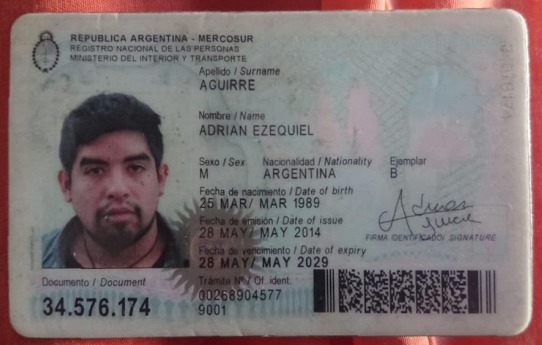 REPUBLICA ARGENTINA - MERCOSUR
REGISTRO NACIONAL DE LAS PERSONAS
MINISTERIO DEL INTERIOR Y TRANSPORTE
Apellido / Surname
AGUIRRE
Nombre / Name
ADRIAN EZEQUIEL
Sexo / Sex Nacionalidad / Nationality Ejemplar
M ARGENTINA B
Fecha de nacimiento / Date of birth
25 MAR/ MAR 1989
Fecha de emisión / Date of issue
28 MAY/ MAY 2014
Fecha de vencimiento / Date of expiry
28 MAY/ MAY 2029
FIRMA IDENTIFICADO/ SIGNATURE
Documento / Document
34.576.174
Trámite Nº / Of. ident.
00268904577
9001